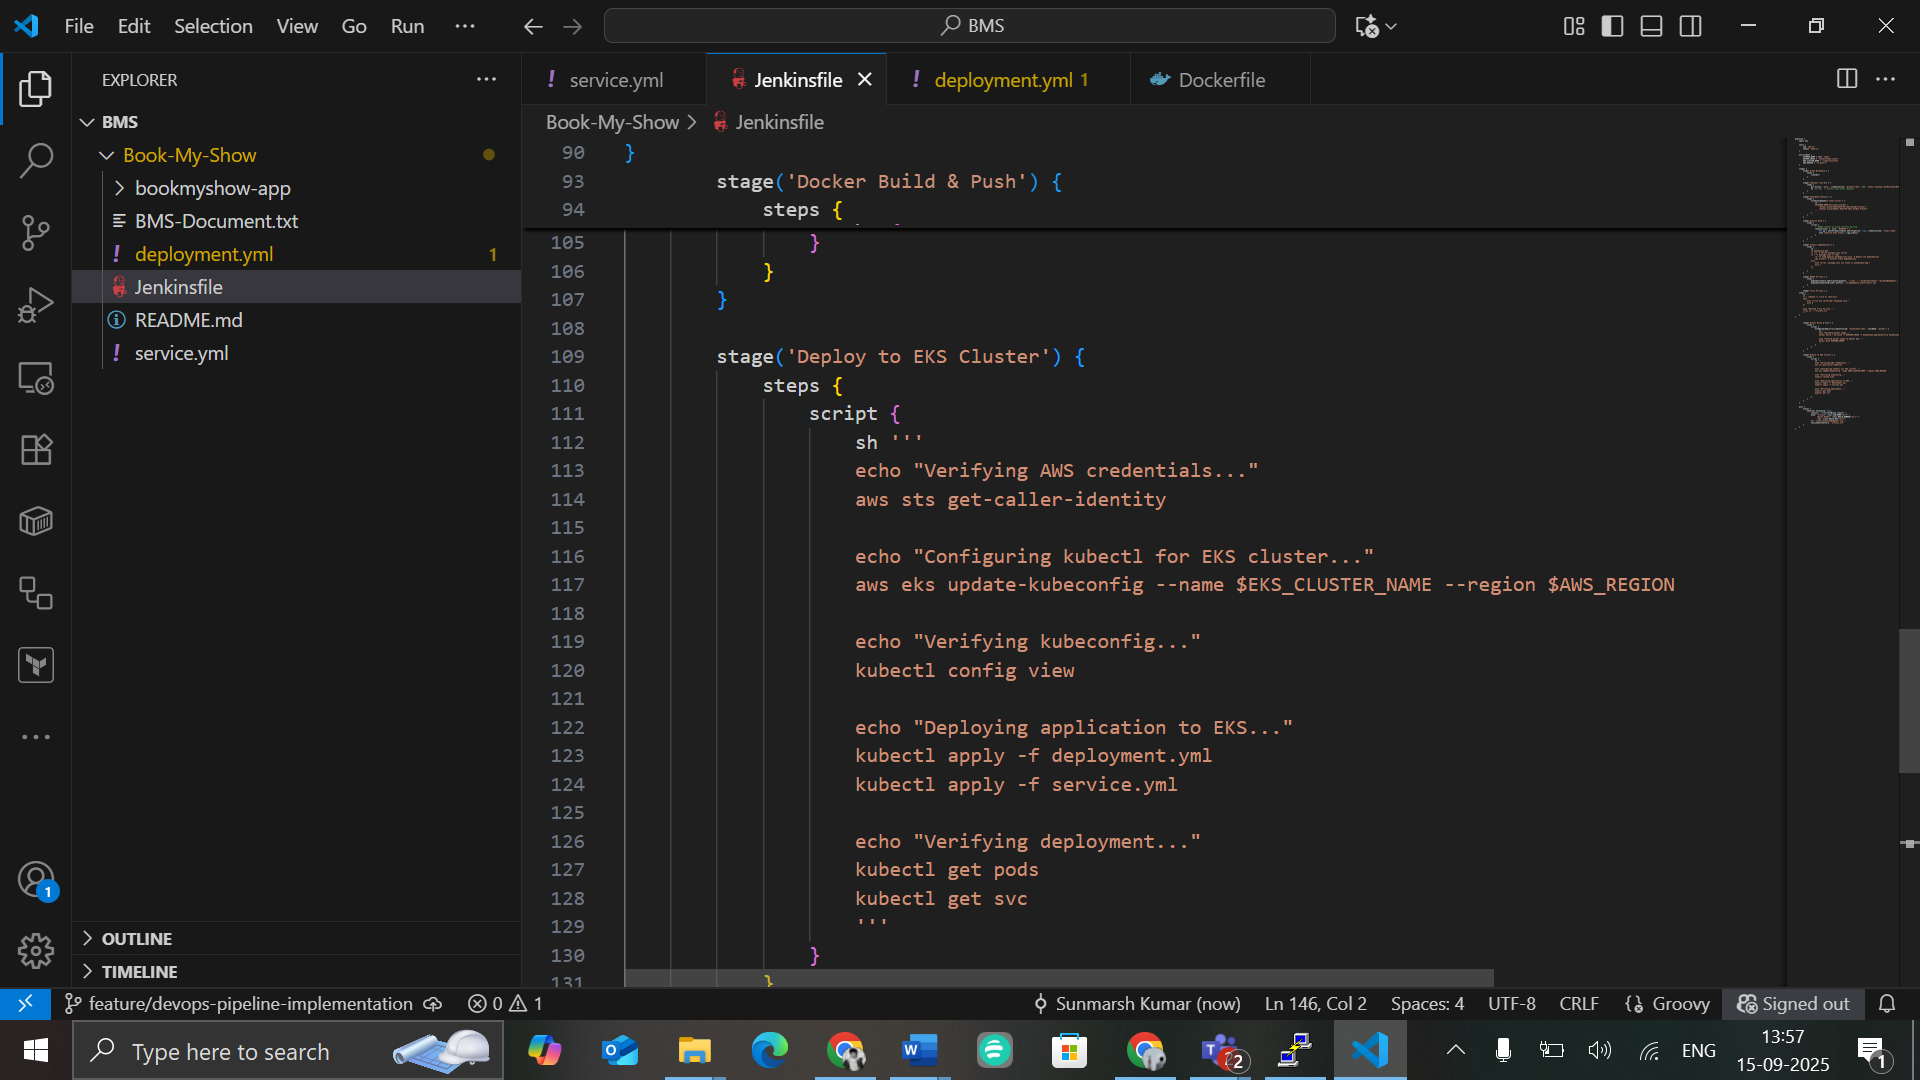 File Edit Selection View Go Run ··· BMS
EXPLORER ···
service.yml Jenkinsfile deployment.yml 1 Dockerfile
Book-My-Show > Jenkinsfile
BMS
Book-My-Show
bookmyshow-app
BMS-Document.txt
deployment.yml 1
Jenkinsfile
README.md
service.yml
OUTLINE
TIMELINE
90 }
93 stage('Docker Build & Push') {
94 steps {
105 }
106 }
107 }
108
109 stage('Deploy to EKS Cluster') {
110 steps {
111 script {
112 sh '''
113 echo "Verifying AWS credentials..."
114 aws sts get-caller-identity
115
116 echo "Configuring kubectl for EKS cluster..."
117 aws eks update-kubeconfig --name $EKS_CLUSTER_NAME --region $AWS_REGION
118
119 echo "Verifying kubeconfig..."
120 kubectl config view
121
122 echo "Deploying application to EKS..."
123 kubectl apply -f deployment.yml
124 kubectl apply -f service.yml
125
126 echo "Verifying deployment..."
127 kubectl get pods
128 kubectl get svc
129 '''
130 }
131 }
1
feature/devops-pipeline-implementation 0 1 Sunmarsh Kumar (now) Ln 146, Col 2 Spaces: 4 UTF-8 CRLF Groovy Signed out
Type here to search
2
ENG
13:57
15-09-2025
1